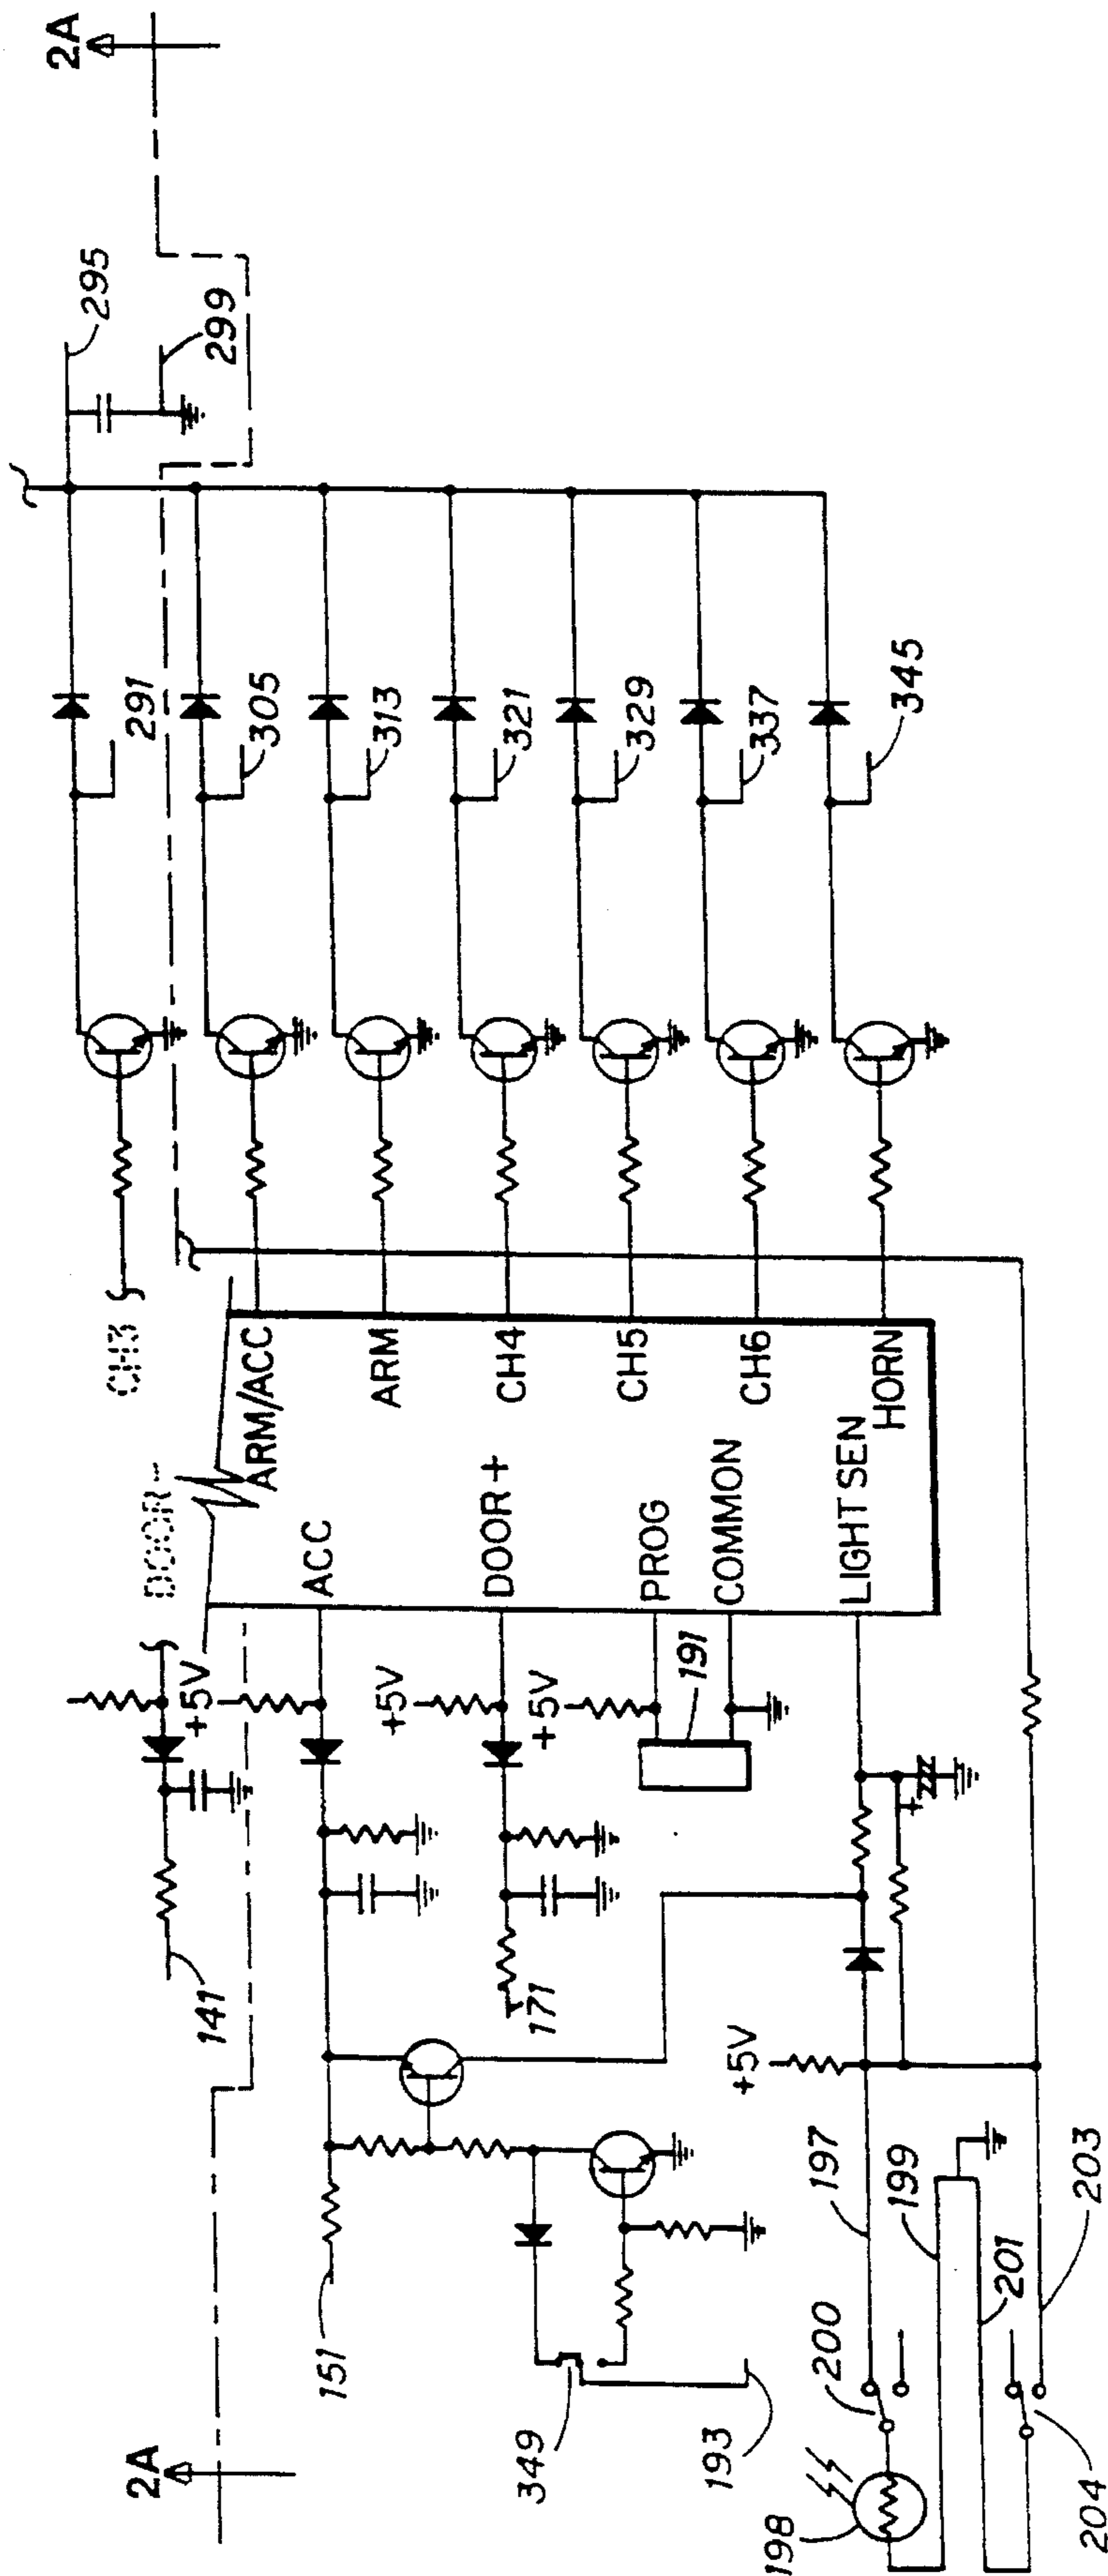 2A
2A
295
299
291
305
313
321
329
337
345
CH3
DOOR-
ARM/ACC
ARM
CH4
CH5
CH6
HORN
ACC
DOOR+
PROG
COMMON
LIGHT SEN
+5V
+5V
+5V
+5V
191
141
171
151
349
193
197
198
199
200
201
203
204